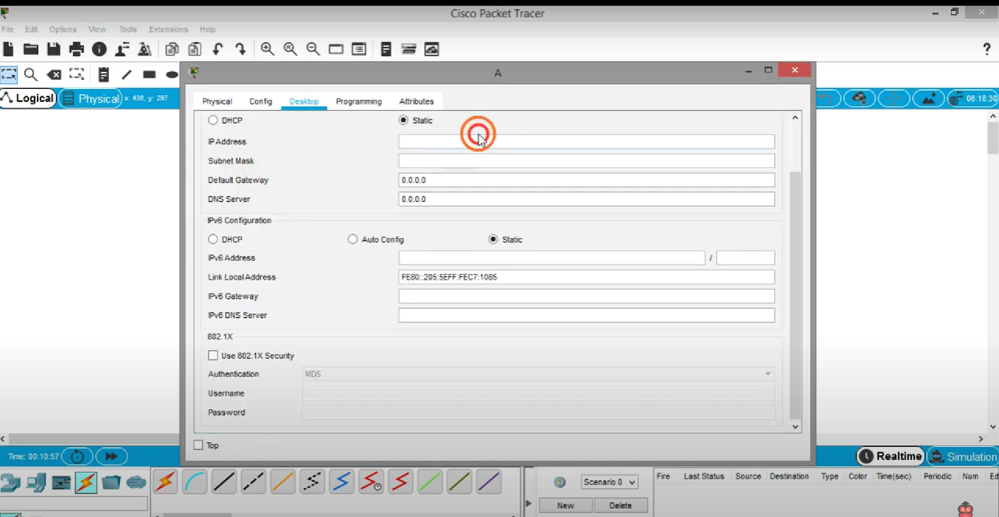 Cisco Packet Tracer
File Edit Options View Tools Extensions Help
?
A
Logical Physical x: 438, y: 297
06:18:30
Physical Config Desktop Programming Attributes
DHCP Static
IP Address
Subnet Mask
Default Gateway 0.0.0.0
DNS Server 0.0.0.0
IPv6 Configuration
DHCP Auto Config Static
IPv6 Address /
Link Local Address FE80::205:5EFF:FEC7:1085
IPv6 Gateway
IPv6 DNS Server
802.1X
Use 802.1X Security
Authentication MD5
Username
Password
Top
Time: 00:10:57
Realtime Simulation
Scenario 0
New Delete
Fire Last Status Source Destination Type Color Time(sec) Periodic Num Ed